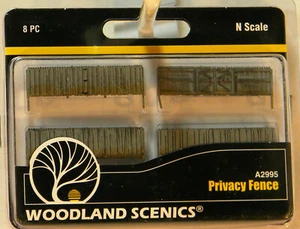 8 PC N Scale
A2995
Privacy Fence
WOODLAND SCENICS®